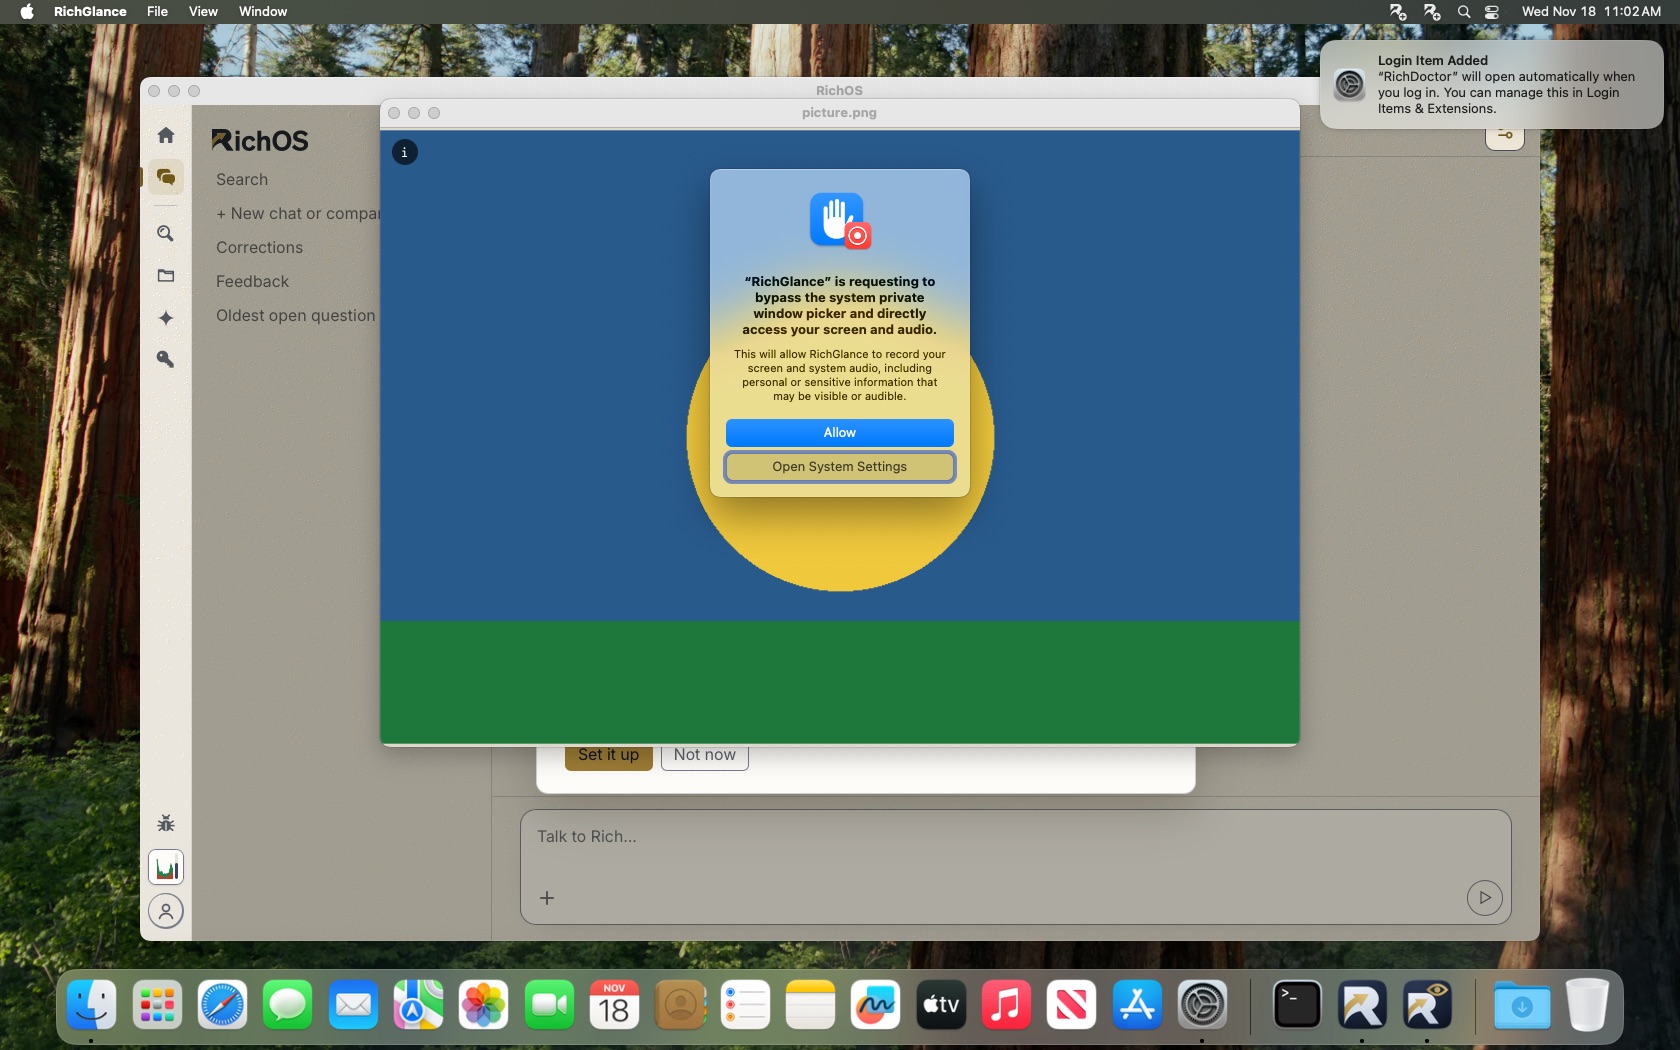 RichGlance File View Window
Wed Nov 18 11:02 AM
Login Item Added
“RichDoctor” will open automatically when
you log in. You can manage this in Login
Items & Extensions.
RichOS
picture.png
i
RichOS
Search
+ New chat or compa
Corrections
Feedback
Oldest open question
“RichGlance” is requesting to
bypass the system private
window picker and directly
access your screen and audio.
This will allow RichGlance to record your
screen and system audio, including
personal or sensitive information that
may be visible or audible.
Allow
Open System Settings
Set it up
Not now
Talk to Rich...
NOV
18
tv
>_